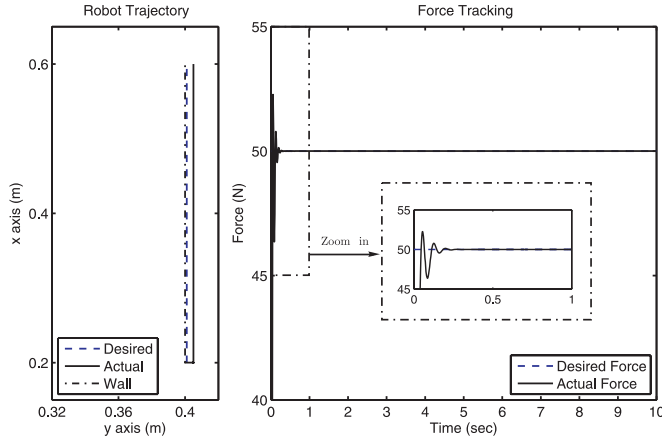 Robot Trajectory
0.6
0.4
0.2
x axis (m)
Desired
Actual
Wall
0.32
0.36
0.4
y axis (m)
Force Tracking
55
50
45
40
Force (N)
Zoom in
55
50
45
0
0.5
1
Desired Force
Actual Force
0
1
2
3
4
5
6
7
8
9
10
Time (sec)